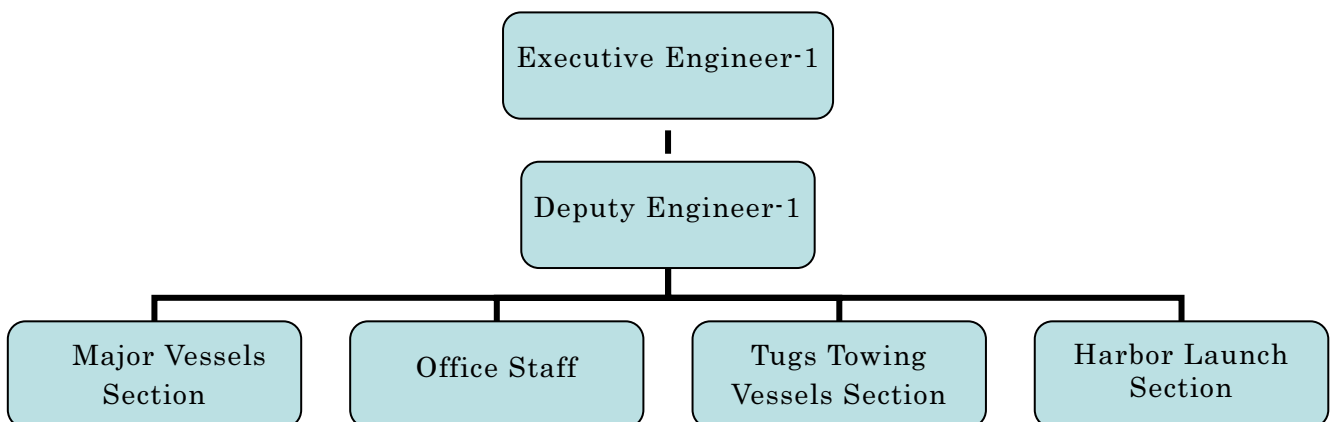 Executive Engineer-1
Deputy Engineer-1
Major Vessels
Section
Office Staff
Tugs Towing
Vessels Section
Harbor Launch
Section